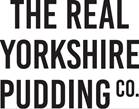 THE REAL
YORKSHIRE
PUDDING CO